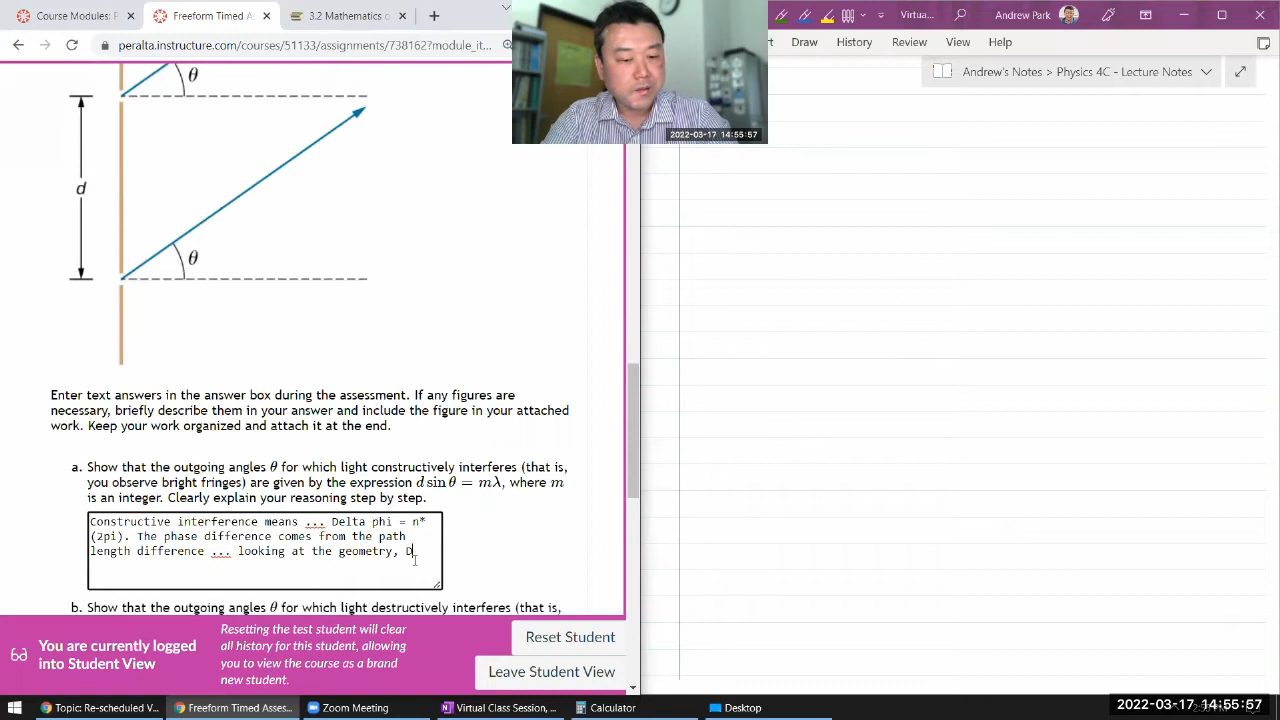 Modules: P
Modules: P
3.2 Mathemat
Virtu...
Andrew Park
peralta.instructure.com/courses/51133/assignments/738162?module_it...
Draw
History
Review
View
Help
Andrew's Notes > Physics 4C - Lecture Notes
2022-03-17 14:55:57
θ
d
θ
Enter text answers in the answer box during the assessment. If any figures are
necessary, briefly describe them in your answer and include the figure in your attached
work. Keep your work organized and attach it at the end.
a. Show that the outgoing angles θ for which light constructively interferes (that is,
you observe bright fringes) are given by the expression d sin θ = mλ, where m
is an integer. Clearly explain your reasoning step by step.
Constructive interference means ... Delta phi = n*
(2pi). The phase difference comes from the path
length difference ... looking at the geometry, D
b. Show that the outgoing angles θ for which light destructively interferes (that is,
You are currently logged
into Student View
Resetting the test student will clear
all history for this student, allowing
you to view the course as a brand
new student.
Reset Student
Leave Student View
Topic: Re-scheduled V...
Freeform Timed Asses...
Zoom Meeting
Virtual Class Session, ...
Calculator
Desktop
2022-03-17 14:55:57